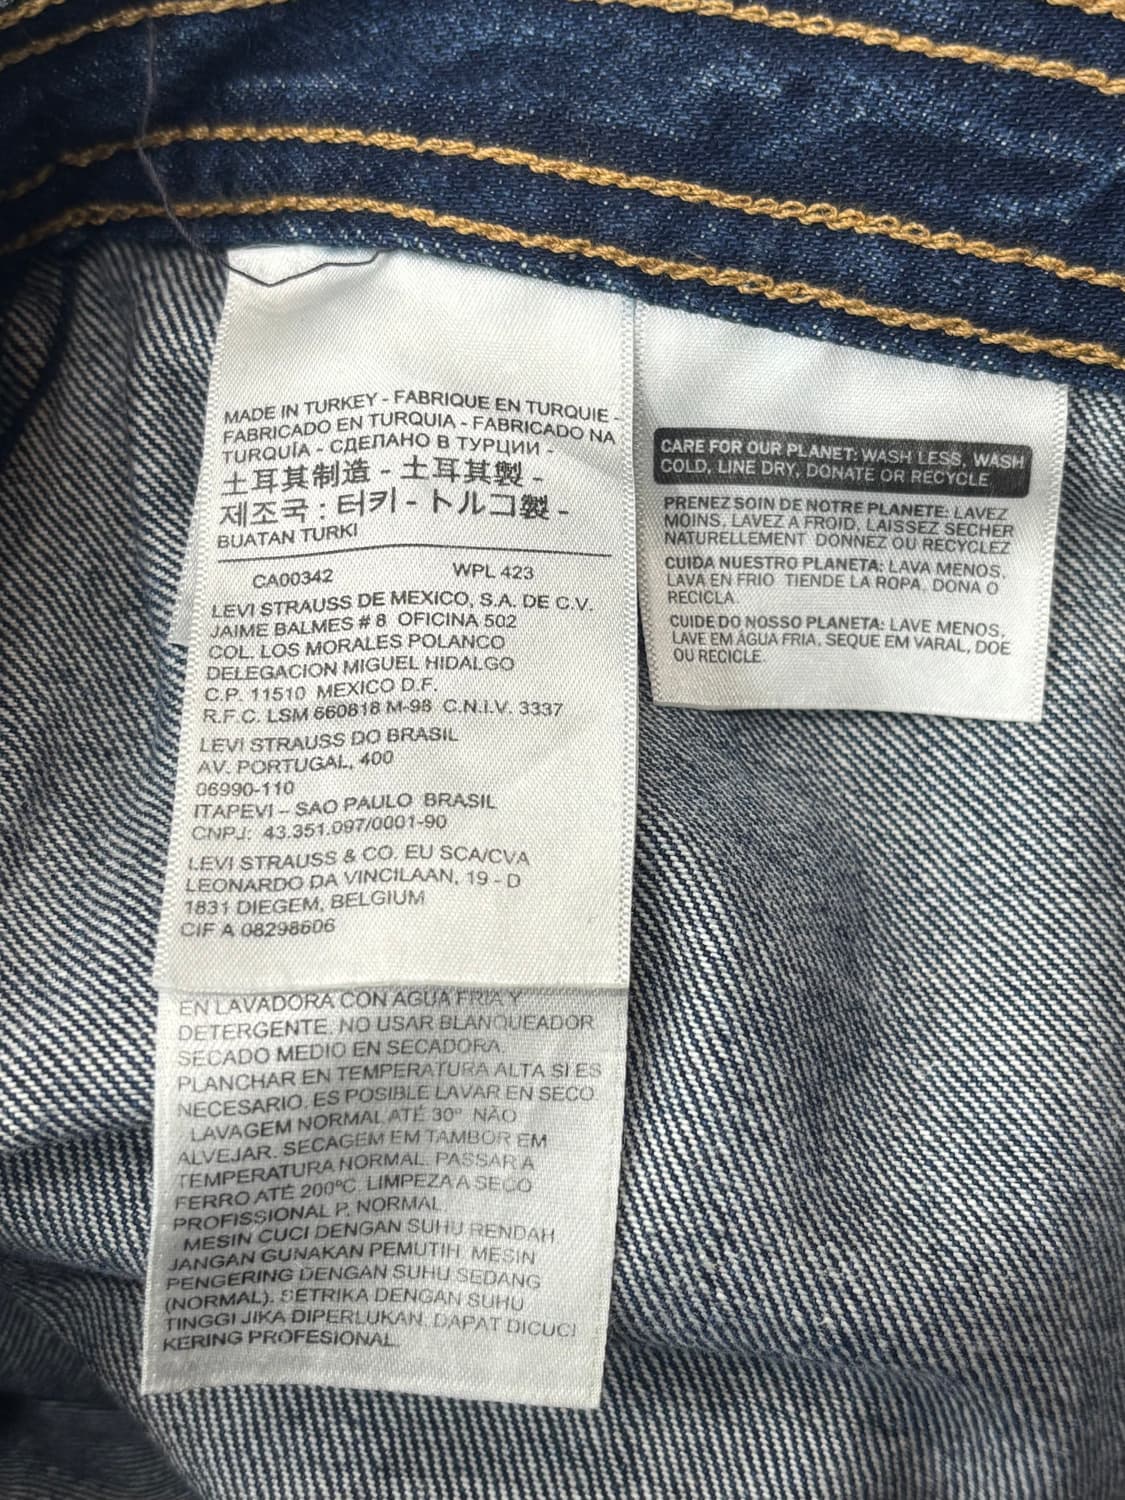 MADE IN TURKEY - FABRIQUE EN TURQUIE -
FABRICADO EN TURQUIA - FABRICADO NA
TURQUÍA - СДЕЛАНО В ТУРЦИИ -
土耳其制造 - 土耳其製 -
제조국 : 터키 - トルコ製 -
BUATAN TURKI
CA00342 WPL 423
LEVI STRAUSS DE MEXICO, S.A. DE C.V.
JAIME BALMES # 8 OFICINA 502
COL. LOS MORALES POLANCO
DELEGACION MIGUEL HIDALGO
C.P. 11510 MEXICO D.F.
R.F.C. LSM 660818 M-98 C.N.I.V. 3337
LEVI STRAUSS DO BRASIL
AV. PORTUGAL, 400
06990-110
ITAPEVI – SAO PAULO BRASIL
CNPJ: 43.351.097/0001-90
LEVI STRAUSS & CO. EU SCA/CVA
LEONARDO DA VINCILAAN, 19 - D
1831 DIEGEM, BELGIUM
CIF A 08298606
EN LAVADORA CON AGUA FRIA Y
DETERGENTE. NO USAR BLANQUEADOR
SECADO MEDIO EN SECADORA.
PLANCHAR EN TEMPERATURA ALTA SI ES
NECESARIO. ES POSIBLE LAVAR EN SECO
LAVAGEM NORMAL ATÉ 30° NÃO
ALVEJAR. SECAGEM EM TAMBOR EM
TEMPERATURA NORMAL. PASSAR A
FERRO ATÉ 200°C. LIMPEZA A SECO
PROFISSIONAL P, NORMAL.
MESIN CUCI DENGAN SUHU RENDAH
JANGAN GUNAKAN PEMUTIH. MESIN
PENGERING DENGAN SUHU SEDANG
(NORMAL). SETRIKA DENGAN SUHU
TINGGI JIKA DIPERLUKAN. DAPAT DICUCI
KERING PROFESIONAL.
CARE FOR OUR PLANET: WASH LESS, WASH
COLD, LINE DRY, DONATE OR RECYCLE
PRENEZ SOIN DE NOTRE PLANETE: LAVEZ
MOINS, LAVEZ A FROID, LAISSEZ SECHER
NATURELLEMENT DONNEZ OU RECYCLEZ
CUIDA NUESTRO PLANETA: LAVA MENOS,
LAVA EN FRIO TIENDE LA ROPA, DONA O
RECICLA
CUIDE DO NOSSO PLANETA: LAVE MENOS,
LAVE EM ÁGUA FRIA, SEQUE EM VARAL, DOE
OU RECICLE.